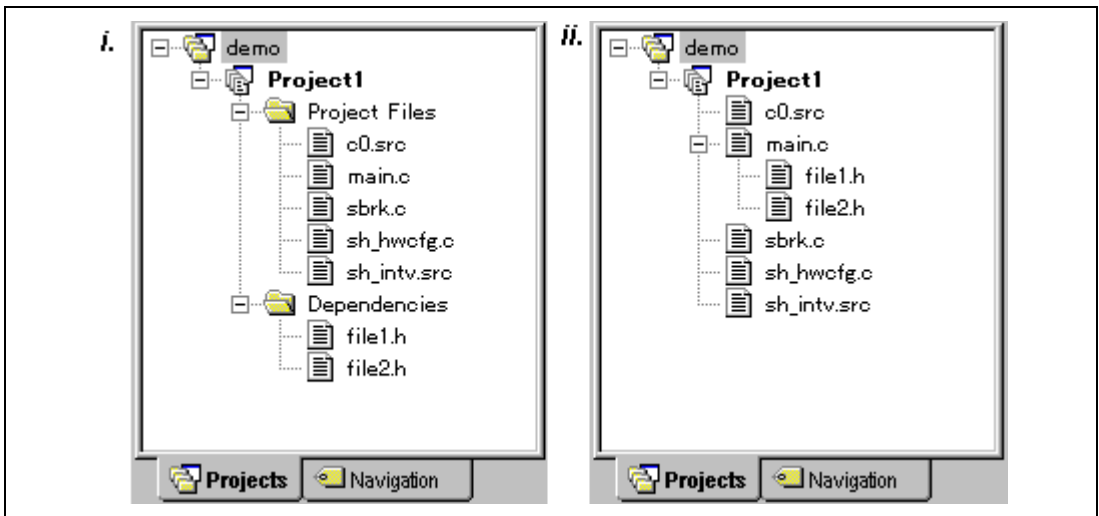 i.
demo
Project1
Project Files
c0.src
main.c
sbrk.c
sh_hwcfg.c
sh_intv.src
Dependencies
file1.h
file2.h
Projects
Navigation
ii.
demo
Project1
c0.src
main.c
file1.h
file2.h
sbrk.c
sh_hwcfg.c
sh_intv.src
Projects
Navigation